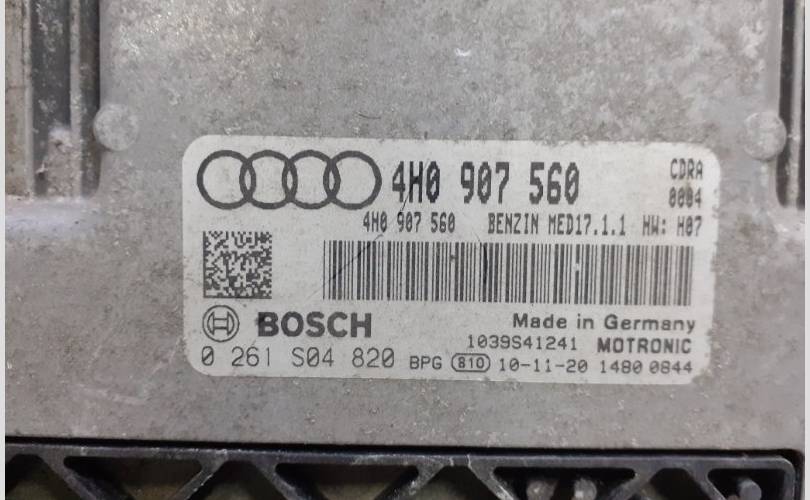 4H0 907 560 CDRA
0004
4H0 907 560 BENZIN MED17.1.1 HW: H07
BOSCH Made in Germany
1039S41241 MOTRONIC
0 261 S04 820 BPG 810 10-11-20 1480 0844